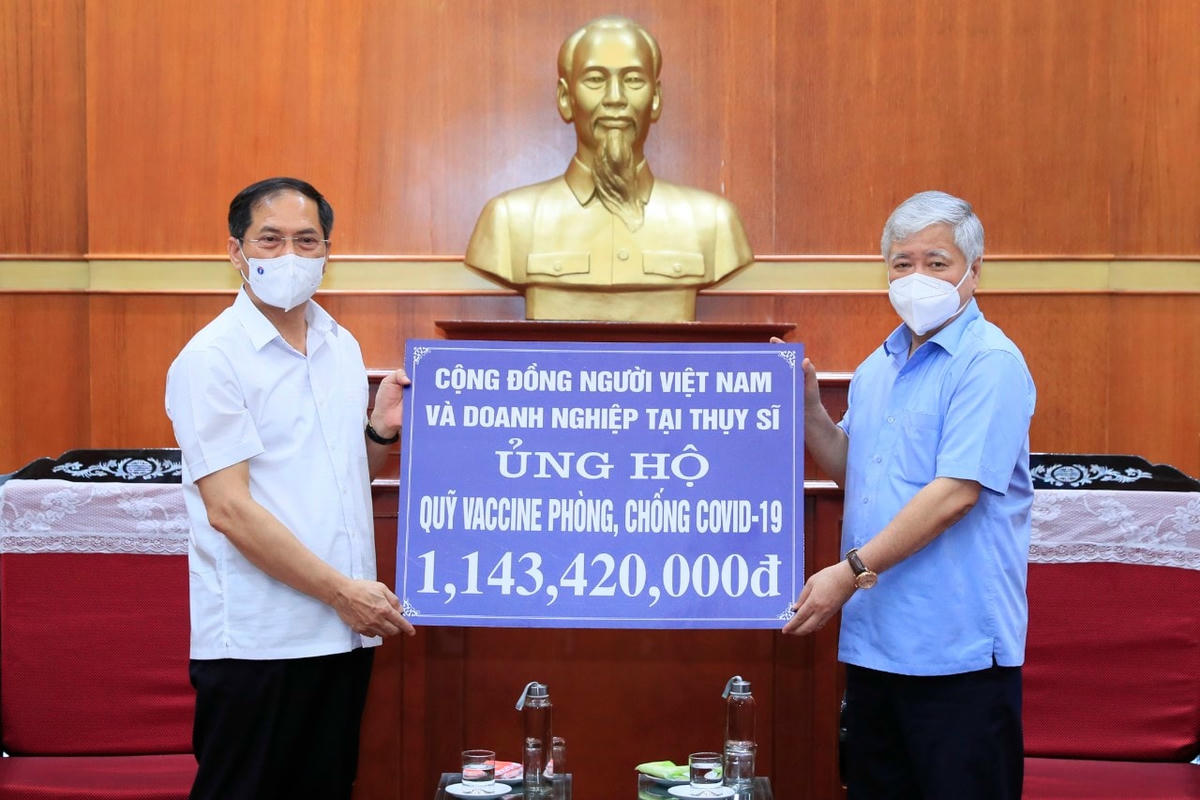 CỘNG ĐỒNG NGƯỜI VIỆT NAM
VÀ DOANH NGHIỆP TẠI THỤY SĨ
ỦNG HỘ
QUỸ VACCINE PHÒNG, CHỐNG COVID-19
1,143,420,000đ